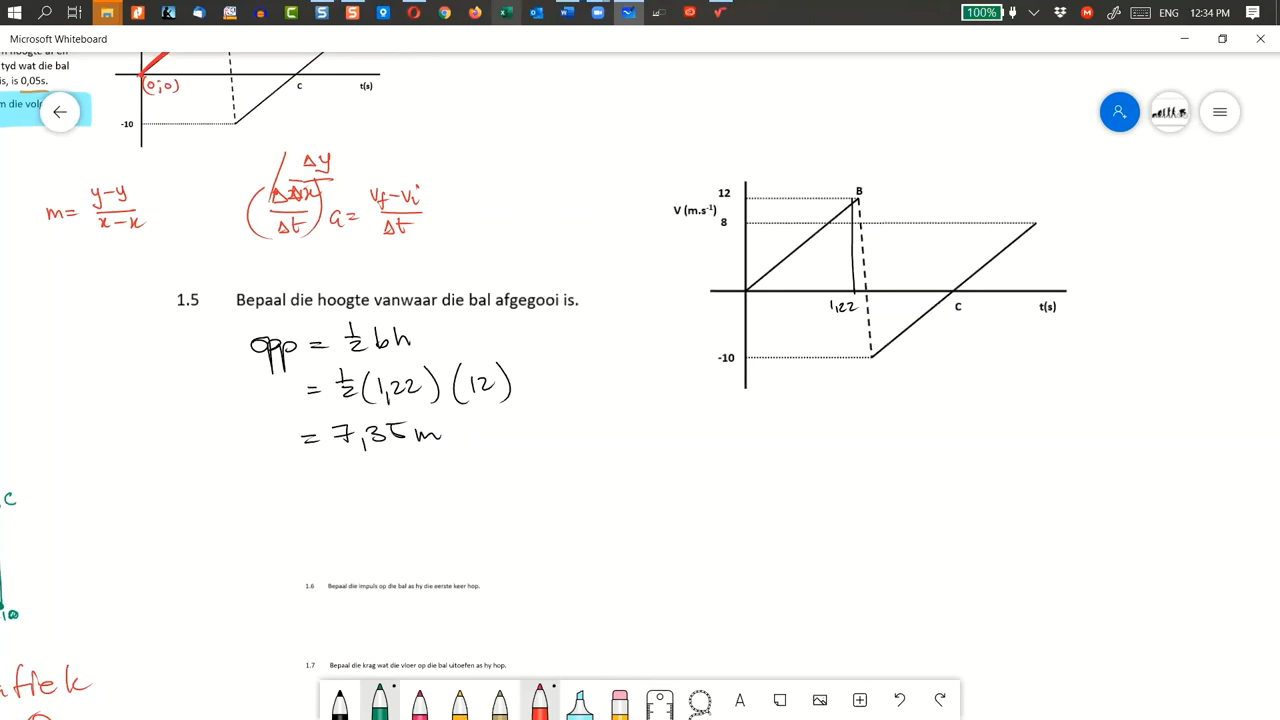 100%
ENG
12:34 PM
Microsoft Whiteboard
tyd wat die bal
is, is 0,05s.
m die vol
(0;0)
C
t(s)
-10
m = y-y / x-x
Δy
Δx
Δt
a = vf - vi / Δt
1.5 Bepaal die hoogte vanwaar die bal afgegooi is.
opp = 1/2 bh
= 1/2 (1,22) (12)
= 7,35 m
12
B
V (m.s-1)
8
1,22
C
t(s)
-10
C
1.6 Bepaal die impuls op die bal as hy die eerste keer hop.
1.7 Bepaal die krag wat die vloer op die bal uitoefen as hy hop.
fiek